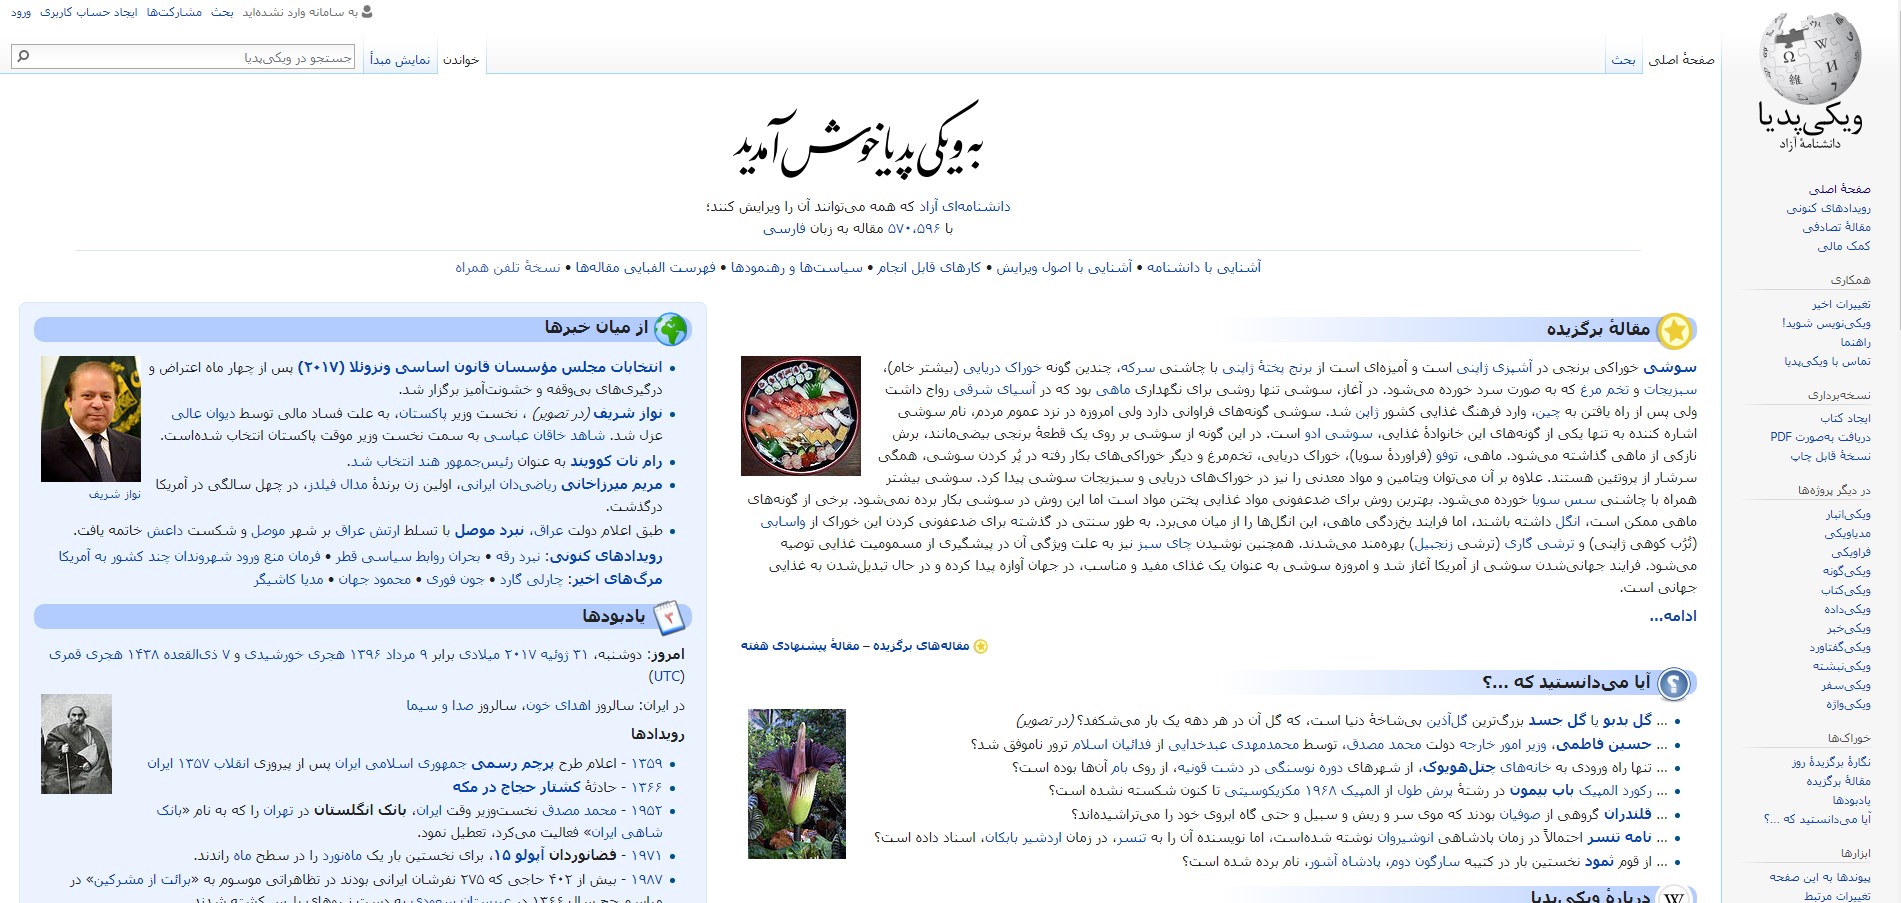 به سامانه وارد نشده‌اید بحث مشارکت‌ها ایجاد حساب کاربری ورود
صفحهٔ اصلی بحث
خواندن نمایش مبدأ جستجو در ویکی‌پدیا
ویکی‌پدیا
دانشنامهٔ آزاد
صفحهٔ اصلی
رویدادهای کنونی
مقالهٔ تصادفی
کمک مالی
همکاری
تغییرات اخیر
ویکی‌نویس شوید!
راهنما
تماس با ویکی‌پدیا
نسخه‌برداری
ایجاد کتاب
دریافت به‌صورت PDF
نسخهٔ قابل چاپ
در دیگر پروژه‌ها
ویکی‌انبار
مدیاویکی
فراویکی
ویکی‌گونه
ویکی‌کتاب
ویکی‌داده
ویکی‌خبر
ویکی‌گفتاورد
ویکی‌نبشته
ویکی‌سفر
ویکی‌واژه
خوراک‌ها
نگارهٔ برگزیدهٔ روز
مقالهٔ برگزیده
یادبودها
آیا می‌دانستید که ...؟
ابزارها
پیوندها به این صفحه
تغییرات مرتبط
به ویکی‌پدیا خوش آمدید
دانشنامه‌ای آزاد که همه می‌توانند آن را ویرایش کنند؛
با ۵۷۰،۵۹۶ مقاله به زبان فارسی
آشنایی با دانشنامه • آشنایی با اصول ویرایش • کارهای قابل انجام • سیاست‌ها و رهنمودها • فهرست الفبایی مقاله‌ها • نسخهٔ تلفن همراه
مقالهٔ برگزیده
سوشی خوراکی برنجی در آشپزی ژاپنی است و آمیزه‌ای است از برنج پختهٔ ژاپنی با چاشنی سرکه، چندین گونه خوراک دریایی (بیشتر خام)،
سبزیجات و تخم مرغ که به صورت سرد خورده می‌شود. در آغاز، سوشی تنها روشی برای نگهداری ماهی بود که در آسیای شرقی رواج داشت
ولی پس از راه یافتن به چین، وارد فرهنگ غذایی کشور ژاپن شد. سوشی گونه‌های فراوانی دارد ولی امروزه در نزد عموم مردم، نام سوشی
اشاره کننده به تنها یکی از گونه‌های این خانوادهٔ غذایی، سوشی ادو است. در این گونه از سوشی بر روی یک قطعهٔ برنجی بیضی‌مانند، برش
نازکی از ماهی گذاشته می‌شود. ماهی، توفو (فراوردهٔ سویا)، خوراک دریایی، تخم‌مرغ و دیگر خوراکی‌های بکار رفته در پُر کردن سوشی، همگی
سرشار از پروتئین هستند. علاوه بر آن می‌توان ویتامین و مواد معدنی را نیز در خوراک‌های دریایی و سبزیجات سوشی پیدا کرد. سوشی بیشتر
همراه با چاشنی سس سویا خورده می‌شود. بهترین روش برای ضدعفونی مواد غذایی پختن مواد است اما این روش در سوشی بکار برده نمی‌شود. برخی از گونه‌های
ماهی ممکن است، انگل داشته باشند، اما فرایند یخ‌زدگی ماهی، این انگل‌ها را از میان می‌برد. به طور سنتی در گذشته برای ضدعفونی کردن این خوراک از واسابی
(تُرُب کوهی ژاپنی) و ترشی گاری (ترشی زنجبیل) بهره‌مند می‌شدند. همچنین نوشیدن چای سبز نیز به علت ویژگی آن در پیشگیری از مسمومیت غذایی توصیه
می‌شود. فرایند جهانی‌شدن سوشی از آمریکا آغاز شد و امروزه سوشی به عنوان یک غذای مفید و مناسب، در جهان آوازه پیدا کرده و در حال تبدیل‌شدن به غذایی
جهانی است.
ادامه...
مقاله‌های برگزیده – مقالهٔ پیشنهادی هفته
آیا می‌دانستید که ...؟
... گل بدبو یا گل جسد بزرگ‌ترین گل‌آذین بی‌شاخهٔ دنیا است، که گل آن در هر دهه یک بار می‌شکفد؟ (در تصویر)
... حسین فاطمی، وزیر امور خارجه دولت محمد مصدق، توسط محمدمهدی عبدخدایی از فدائیان اسلام ترور ناموفق شد؟
... تنها راه ورودی به خانه‌های چتل‌هویوک، از شهرهای دوره نوسنگی در دشت قونیه، از روی بام آن‌ها بوده است؟
... رکورد المپیک باب بیمون در رشتهٔ پرش طول از المپیک ۱۹۶۸ مکزیکوسیتی تا کنون شکسته نشده است؟
... قلندران گروهی از صوفیان بودند که موی سر و ریش و سبیل و حتی گاه ابروی خود را می‌تراشیده‌اند؟
... نامه تنسر احتمالاً در زمان پادشاهی انوشیروان نوشته شده‌است، اما نویسنده آن را به تنسر، در زمان اردشیر بابکان، اسناد داده است؟
... از قوم ثمود نخستین بار در کتیبه سارگون دوم، پادشاه آشور، نام برده شده است؟
دربارهٔ ویکی‌پدیا
از میان خبرها
انتخابات مجلس مؤسسان قانون اساسی ونزوئلا (۲۰۱۷) پس از چهار ماه اعتراض و
درگیری‌های بی‌وقفه و خشونت‌آمیز برگزار شد.
نواز شریف (در تصویر) ، نخست وزیر پاکستان، به علت فساد مالی توسط دیوان عالی
عزل شد. شاهد خاقان عباسی به سمت نخست وزیر موقت پاکستان انتخاب شده‌است.
رام نات کوویند به عنوان رئیس‌جمهور هند انتخاب شد.
مریم میرزاخانی ریاضی‌دان ایرانی، اولین زن برندهٔ مدال فیلدز، در چهل سالگی در آمریکا
درگذشت.
طبق اعلام دولت عراق، نبرد موصل با تسلط ارتش عراق بر شهر موصل و شکست داعش خاتمه یافت.
نواز شریف
رویدادهای کنونی: نبرد رقه • بحران روابط سیاسی قطر • فرمان منع ورود شهروندان چند کشور به آمریکا
مرگ‌های اخیر: چارلی گارد • جون فوری • محمود جهان • مدیا کاشیگر
۳ یادبودها
امروز: دوشنبه، ۳۱ ژوئیه ۲۰۱۷ میلادی برابر ۹ مرداد ۱۳۹۶ هجری خورشیدی و ۷ ذی‌القعده ۱۴۳۸ هجری قمری
(UTC)
در ایران: سالروز اهدای خون، سالروز صدا و سیما
رویدادها
۱۳۵۹ - اعلام طرح پرچم رسمی جمهوری اسلامی ایران پس از پیروزی انقلاب ۱۳۵۷ ایران
۱۳۶۶ - حادثهٔ کشتار حجاج در مکه
۱۹۵۲ - محمد مصدق نخست‌وزیر وقت ایران، بانک انگلستان در تهران را که به نام «بانک
شاهی ایران» فعالیت می‌کرد، تعطیل نمود.
۱۹۷۱ - فضانوردان آپولو ۱۵، برای نخستین بار یک ماه‌نورد را در سطح ماه راندند.
۱۹۸۷ - بیش از ۴۰۲ حاجی که ۲۷۵ نفرشان ایرانی بودند در تظاهراتی موسوم به «برائت از مشرکین» در